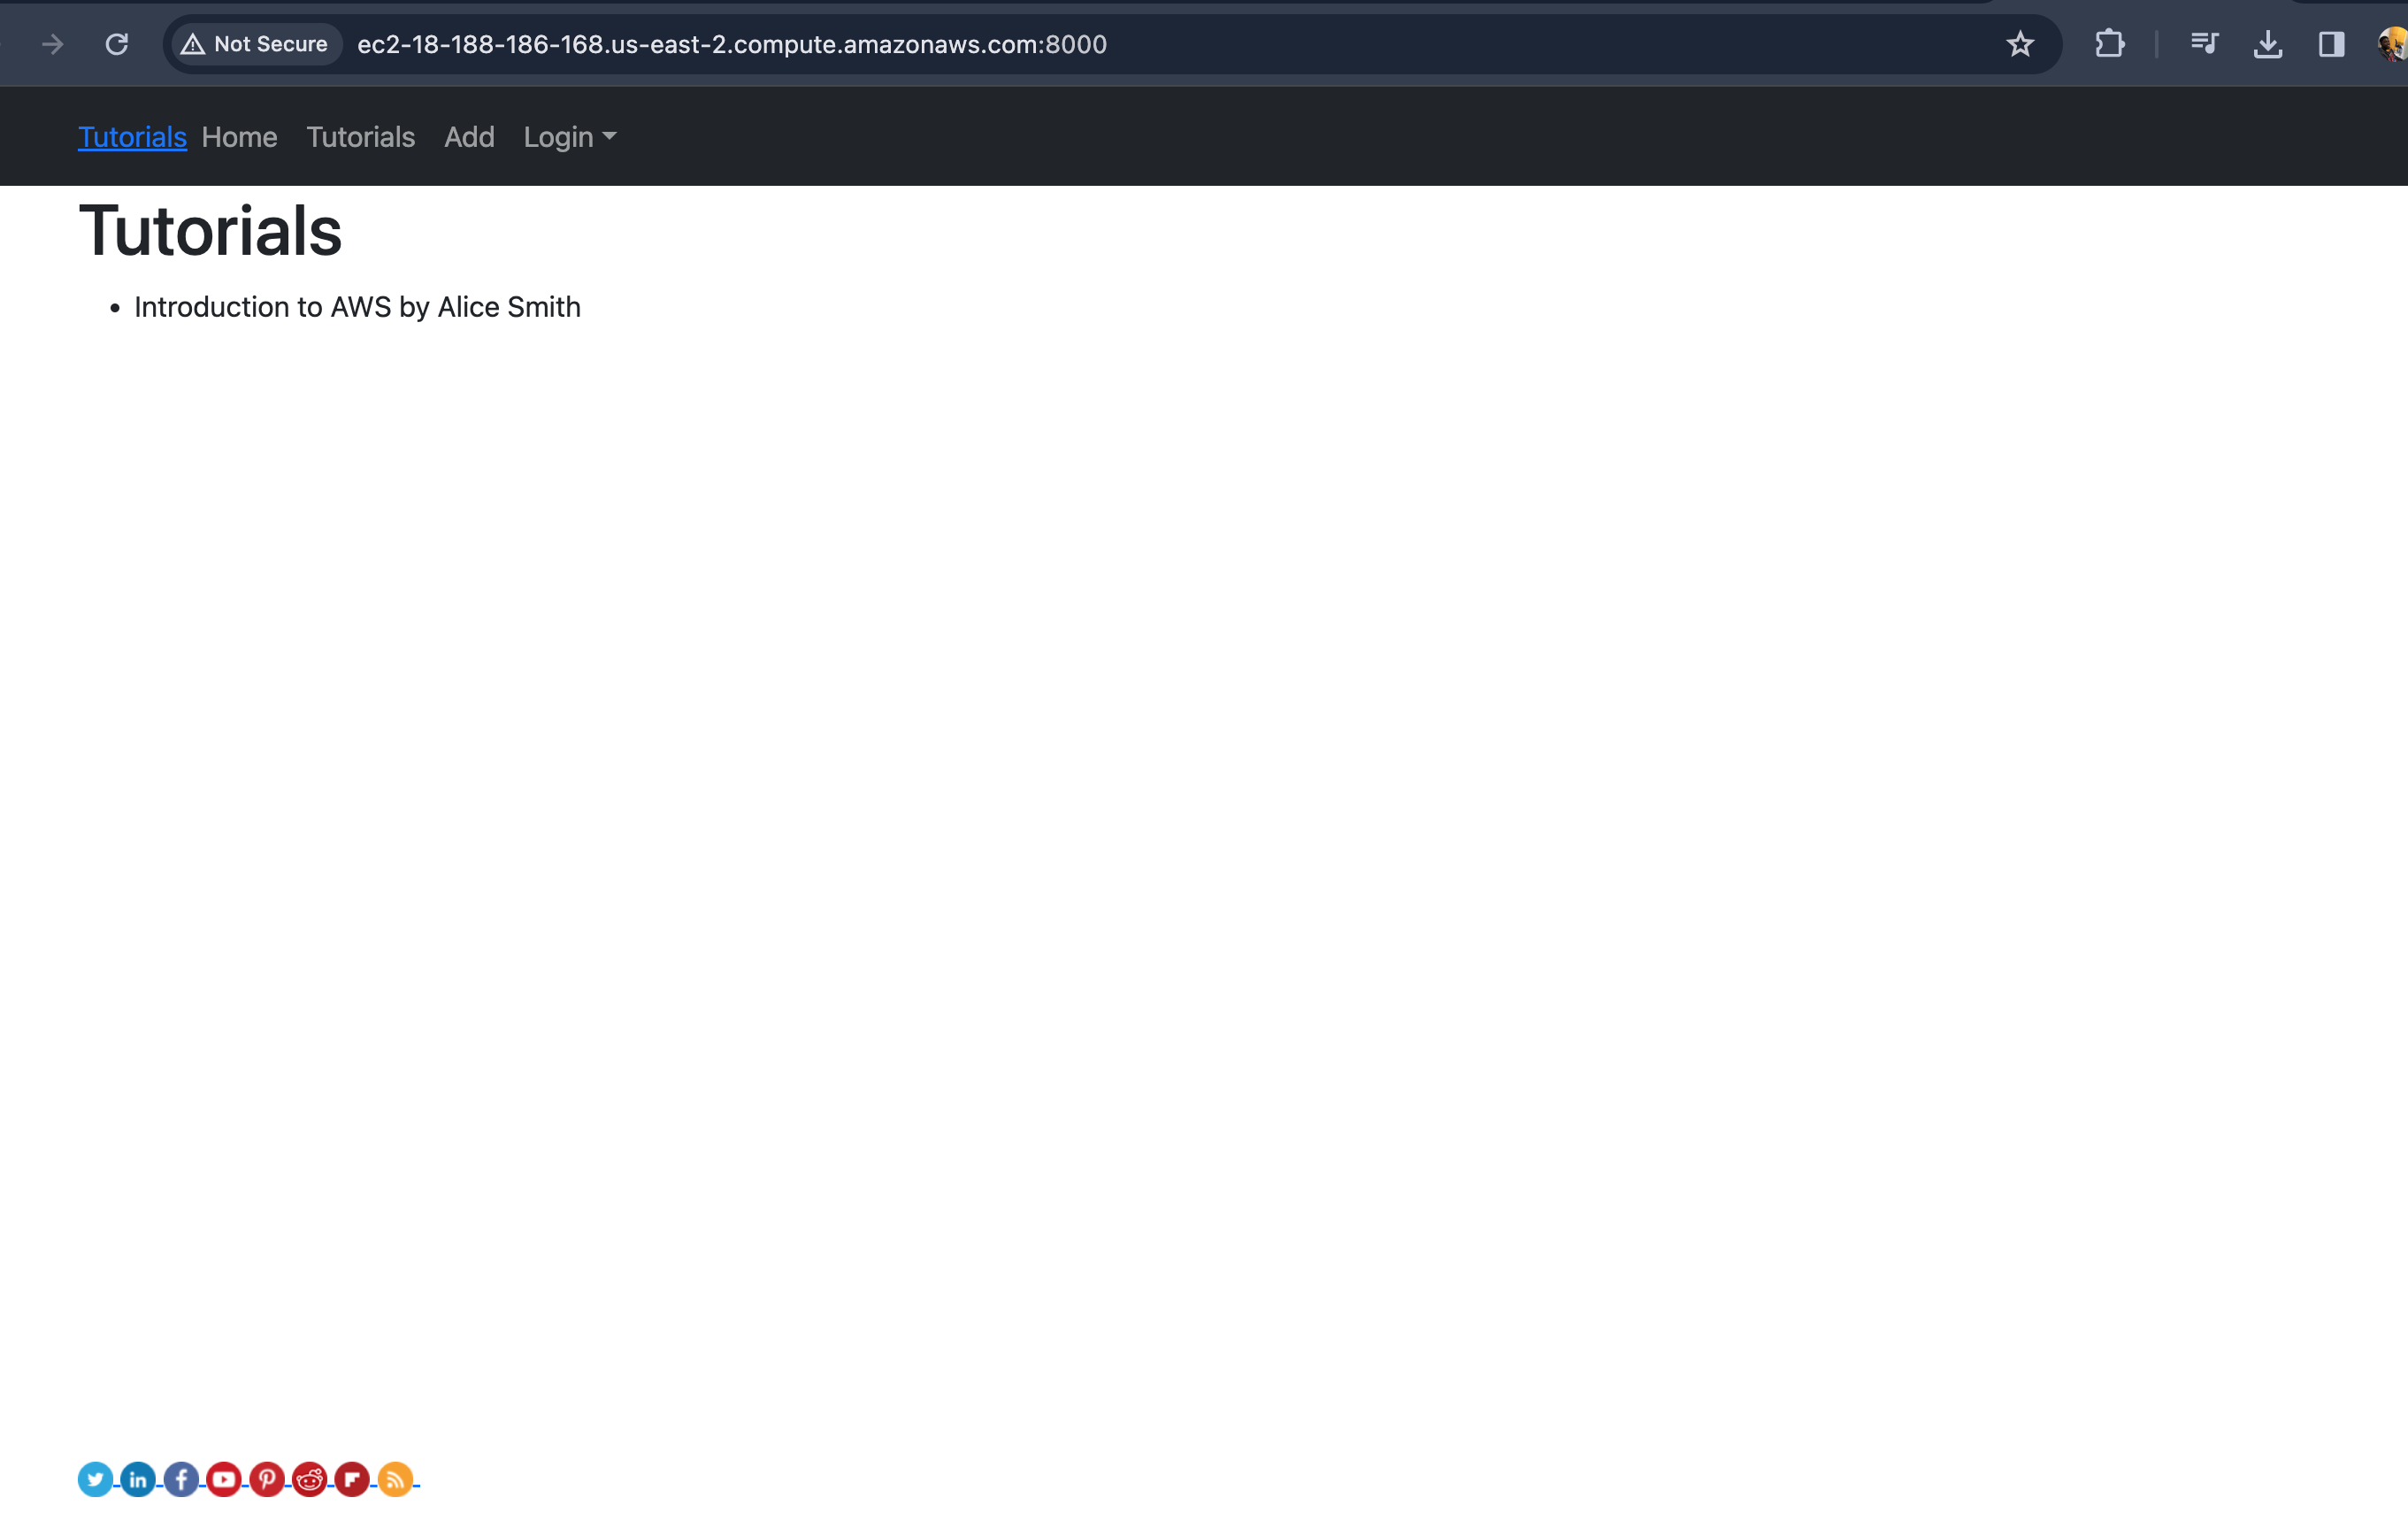 Not Secure ec2-18-188-186-168.us-east-2.compute.amazonaws.com:8000
Tutorials Home Tutorials Add Login
Tutorials
• Introduction to AWS by Alice Smith
in f